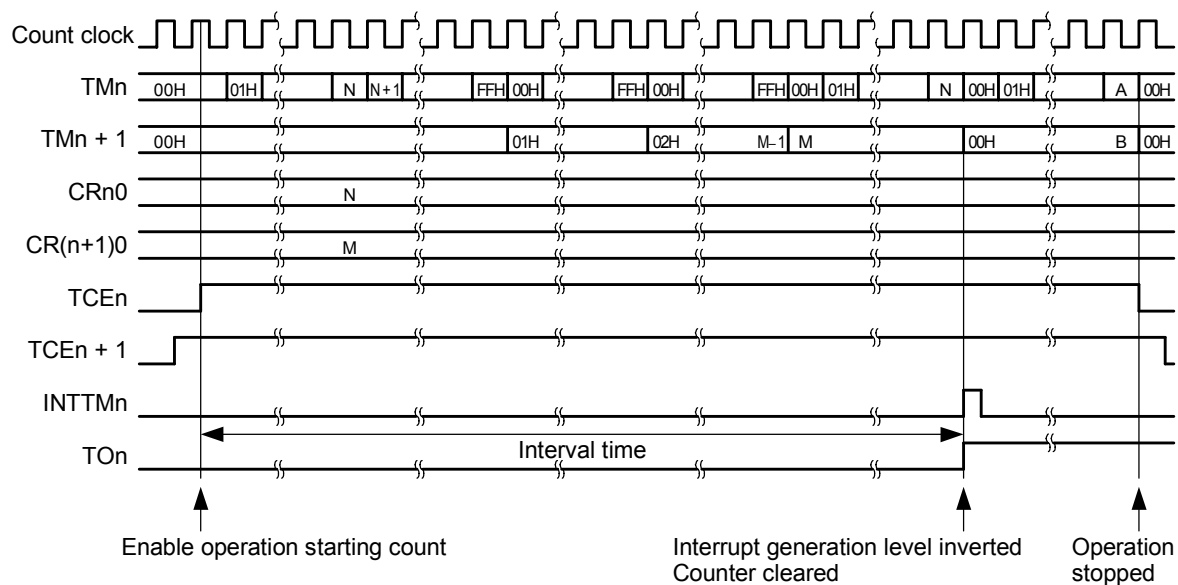 Count clock
TMn 00H 01H N N+1 FFH 00H FFH 00H FFH 00H 01H N 00H 01H A 00H
TMn + 1 00H 01H 02H M–1 M 00H B 00H
CRn0 N
CR(n+1)0 M
TCEn
TCEn + 1
INTTMn
Interval time
TOn
Enable operation starting count
Interrupt generation level inverted
Counter cleared
Operation
stopped